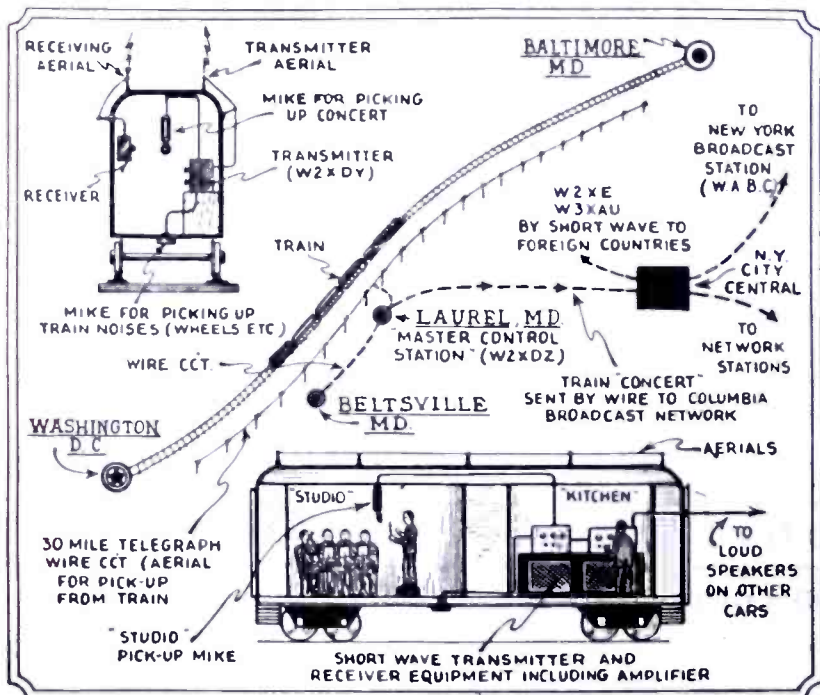 RECEIVING
AERIAL
TRANSMITTER
AERIAL
MIKE FOR PICKING
UP CONCERT
TRANSMITTER
(W2XDY)
RECEIVER
MIKE FOR PICKING UP
TRAIN NOISES (WHEELS ETC)
BALTIMORE
MD
TO
NEW YORK
BROADCAST
STATION
(WABC)
W2XE
W3XAU
BY SHORT WAVE TO
FOREIGN COUNTRIES
N.Y.
CITY
CENTRAL
TO
NETWORK
STATIONS
TRAIN
LAUREL, MD.
"MASTER CONTROL
STATION" (W2XDZ)
WIRE CCT.
TRAIN "CONCERT"
SENT BY WIRE TO COLUMBIA
BROADCAST NETWORK
BELTSVILLE
MD.
WASHINGTON
D.C
30 MILE TELEGRAPH
WIRE CCT (AERIAL
FOR PICK-UP
FROM TRAIN
AERIALS
"STUDIO"
"KITCHEN"
TO
LOUD
SPEAKERS
ON OTHER
CARS
"STUDIO"
PICK-UP MIKE
SHORT WAVE TRANSMITTER AND
RECEIVER EQUIPMENT INCLUDING AMPLIFIER